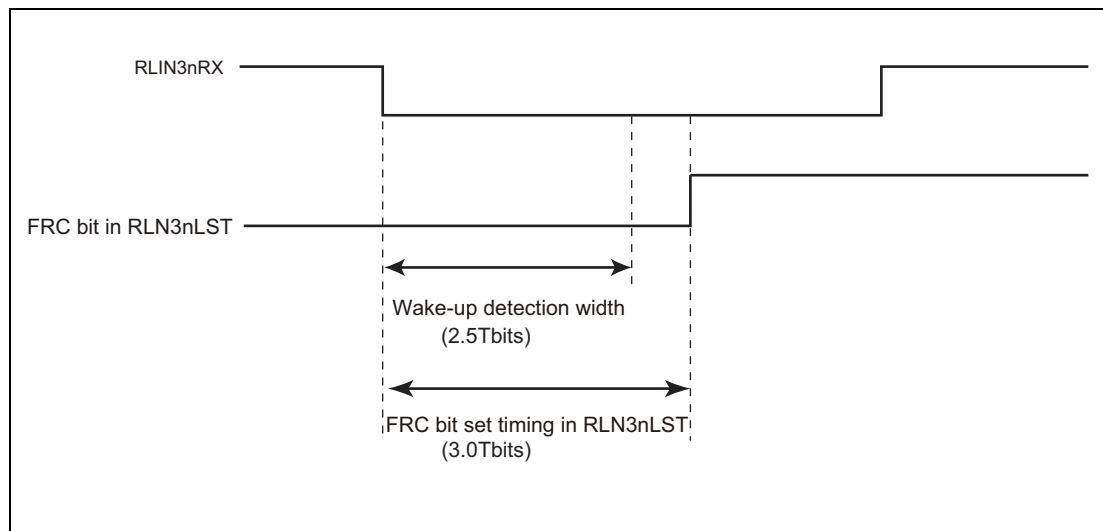 RLIN3nRX
FRC bit in RLN3nLST
Wake-up detection width
(2.5Tbits)
FRC bit set timing in RLN3nLST
(3.0Tbits)